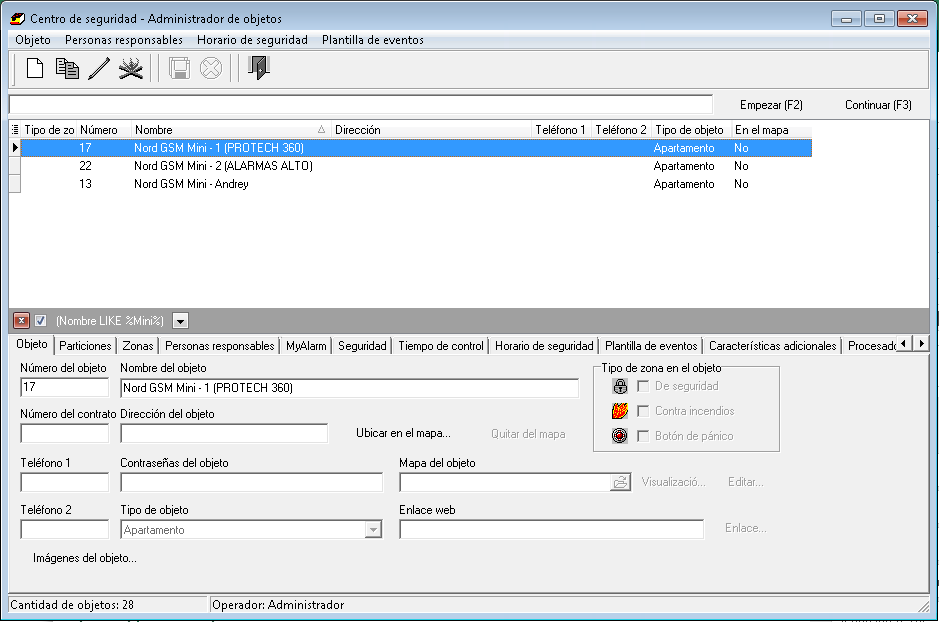 Centro de seguridad - Administrador de objetos
Objeto Personas responsables Horario de seguridad Plantilla de eventos
Empezar (F2) Continuar (F3)
Tipo de zo Número Nombre Dirección Teléfono 1 Teléfono 2 Tipo de objeto En el mapa
17 Nord GSM Mini - 1 (PROTECH 360) Apartamento No
22 Nord GSM Mini - 2 (ALARMAS ALTO) Apartamento No
13 Nord GSM Mini - Andrey Apartamento No
(Nombre LIKE %Mini%)
Objeto Particiones Zonas Personas responsables MyAlarm Seguridad Tiempo de control Horario de seguridad Plantilla de eventos Características adicionales Procesado
Número del objeto Nombre del objeto Tipo de zona en el objeto
17 Nord GSM Mini - 1 (PROTECH 360) De seguridad
Número del contrato Dirección del objeto Contra incendios
Ubicar en el mapa... Quitar del mapa Botón de pánico
Teléfono 1 Contraseñas del objeto Mapa del objeto
Visualizació... Editar...
Teléfono 2 Tipo de objeto Enlace web
Apartamento Enlace...
Imágenes del objeto...
Cantidad de objetos: 28 Operador: Administrador